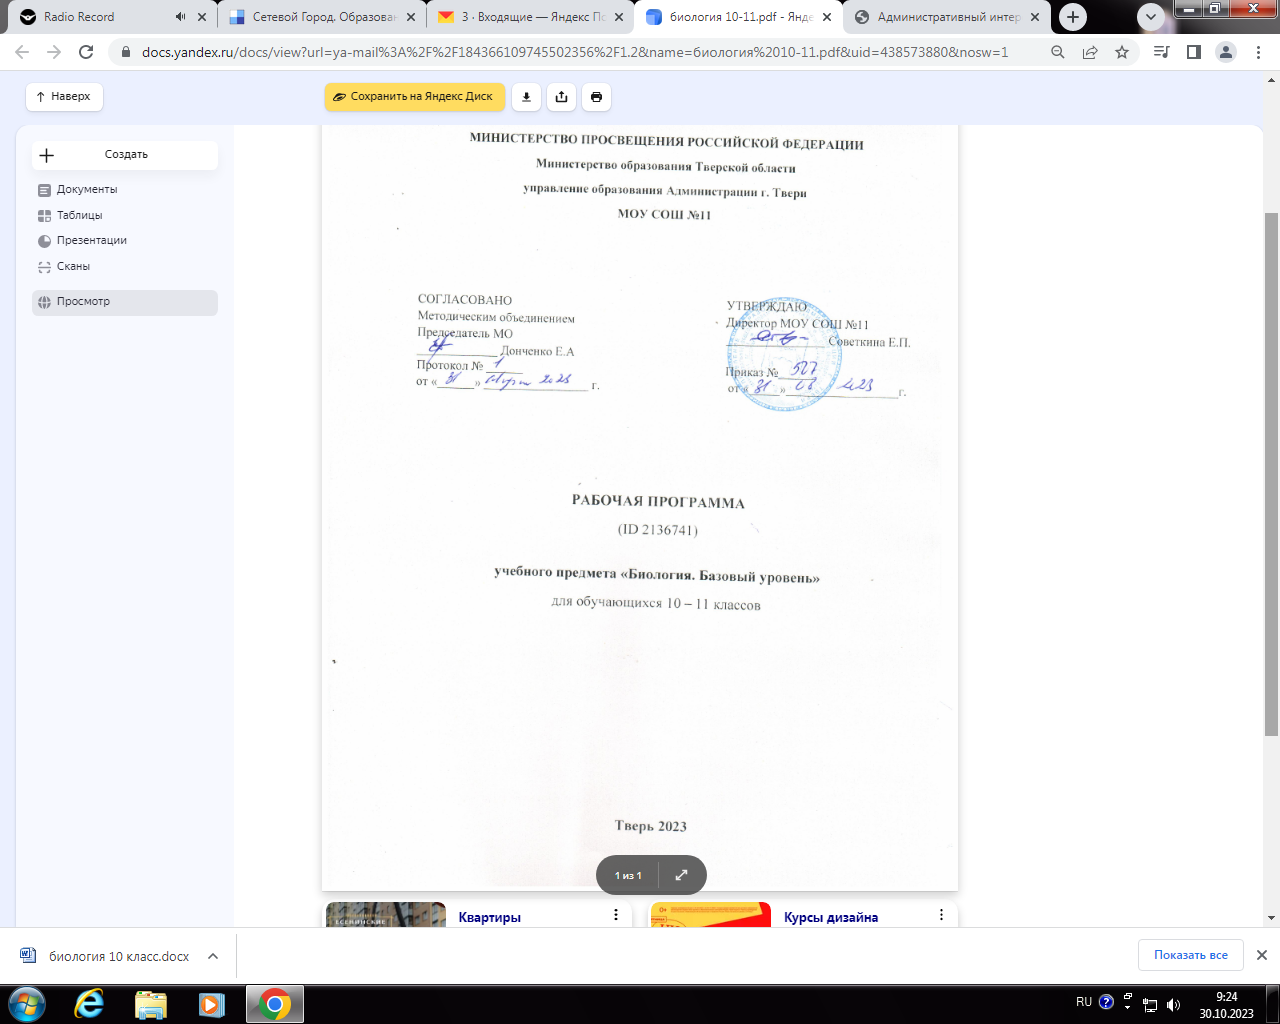 Radio Record
Сетевой Город. Образован
3 · Входящие — Яндекс По
биология 10-11.pdf - Янде
Административный интер
docs.yandex.ru/docs/view?url=ya-mail%3A%2F%2F184366109745502356%2F1.2&name=биология%2010-11.pdf&uid=438573880&nosw=1
Наверх
Сохранить на Яндекс Диск
Создать
Документы
Таблицы
Презентации
Сканы
Просмотр
МИНИСТЕРСТВО ПРОСВЕЩЕНИЯ РОССИЙСКОЙ ФЕДЕРАЦИИ
Министерство образования Тверской области
управление образования Администрации г. Твери
МОУ СОШ №11
СОГЛАСОВАНО
Методическим объединением
Председатель МО
Донченко Е.А
Протокол № 1
от «31» 2023 г.
УТВЕРЖДАЮ
Директор МОУ СОШ №11
Советкина Е.П.
Приказ № 527
от «31» 08 2023 г.
РАБОЧАЯ ПРОГРАММА
(ID 2136741)
учебного предмета «Биология. Базовый уровень»
для обучающихся 10 – 11 классов
Тверь 2023
1 из 1
ЕСЕНИНСКИЕ
Квартиры
0+
Курсы дизайна
биология 10 класс.docx
Показать все
RU
9:24
30.10.2023